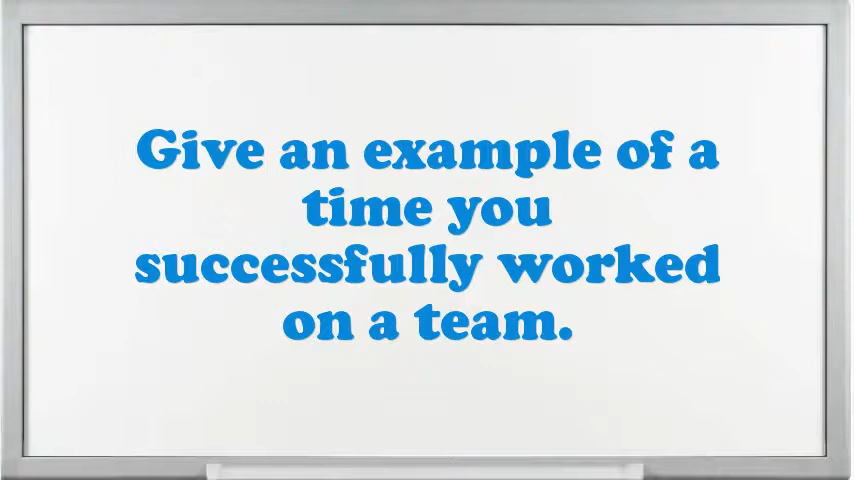 Give an example of a
time you
successfully worked
on a team.